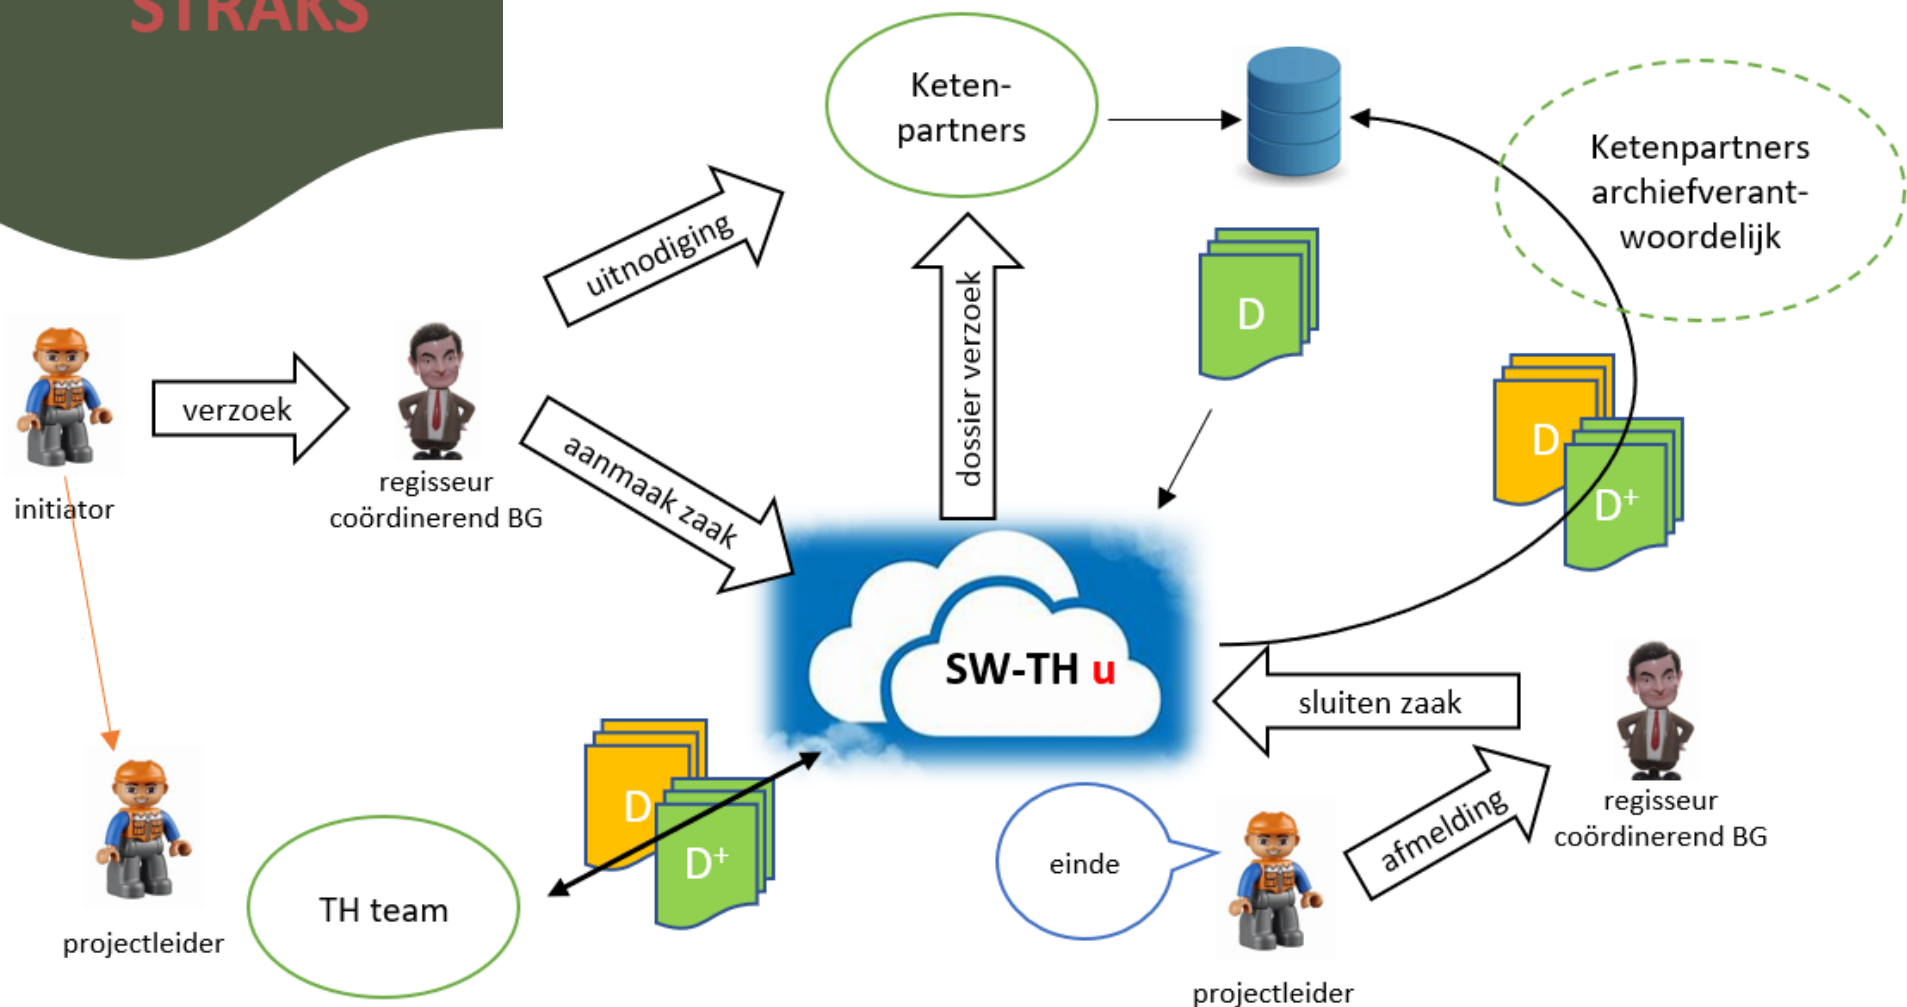 STRAKS
Keten-
partners
Ketenpartners
archiefverant-
woordelijk
uitnodiging
dossier verzoek
D
verzoek
initiator
regisseur
coördinerend BG
aanmaak zaak
D
D+
SW-TH u
sluiten zaak
D
D+
TH team
projectleider
einde
afmelding
regisseur
coördinerend BG
projectleider